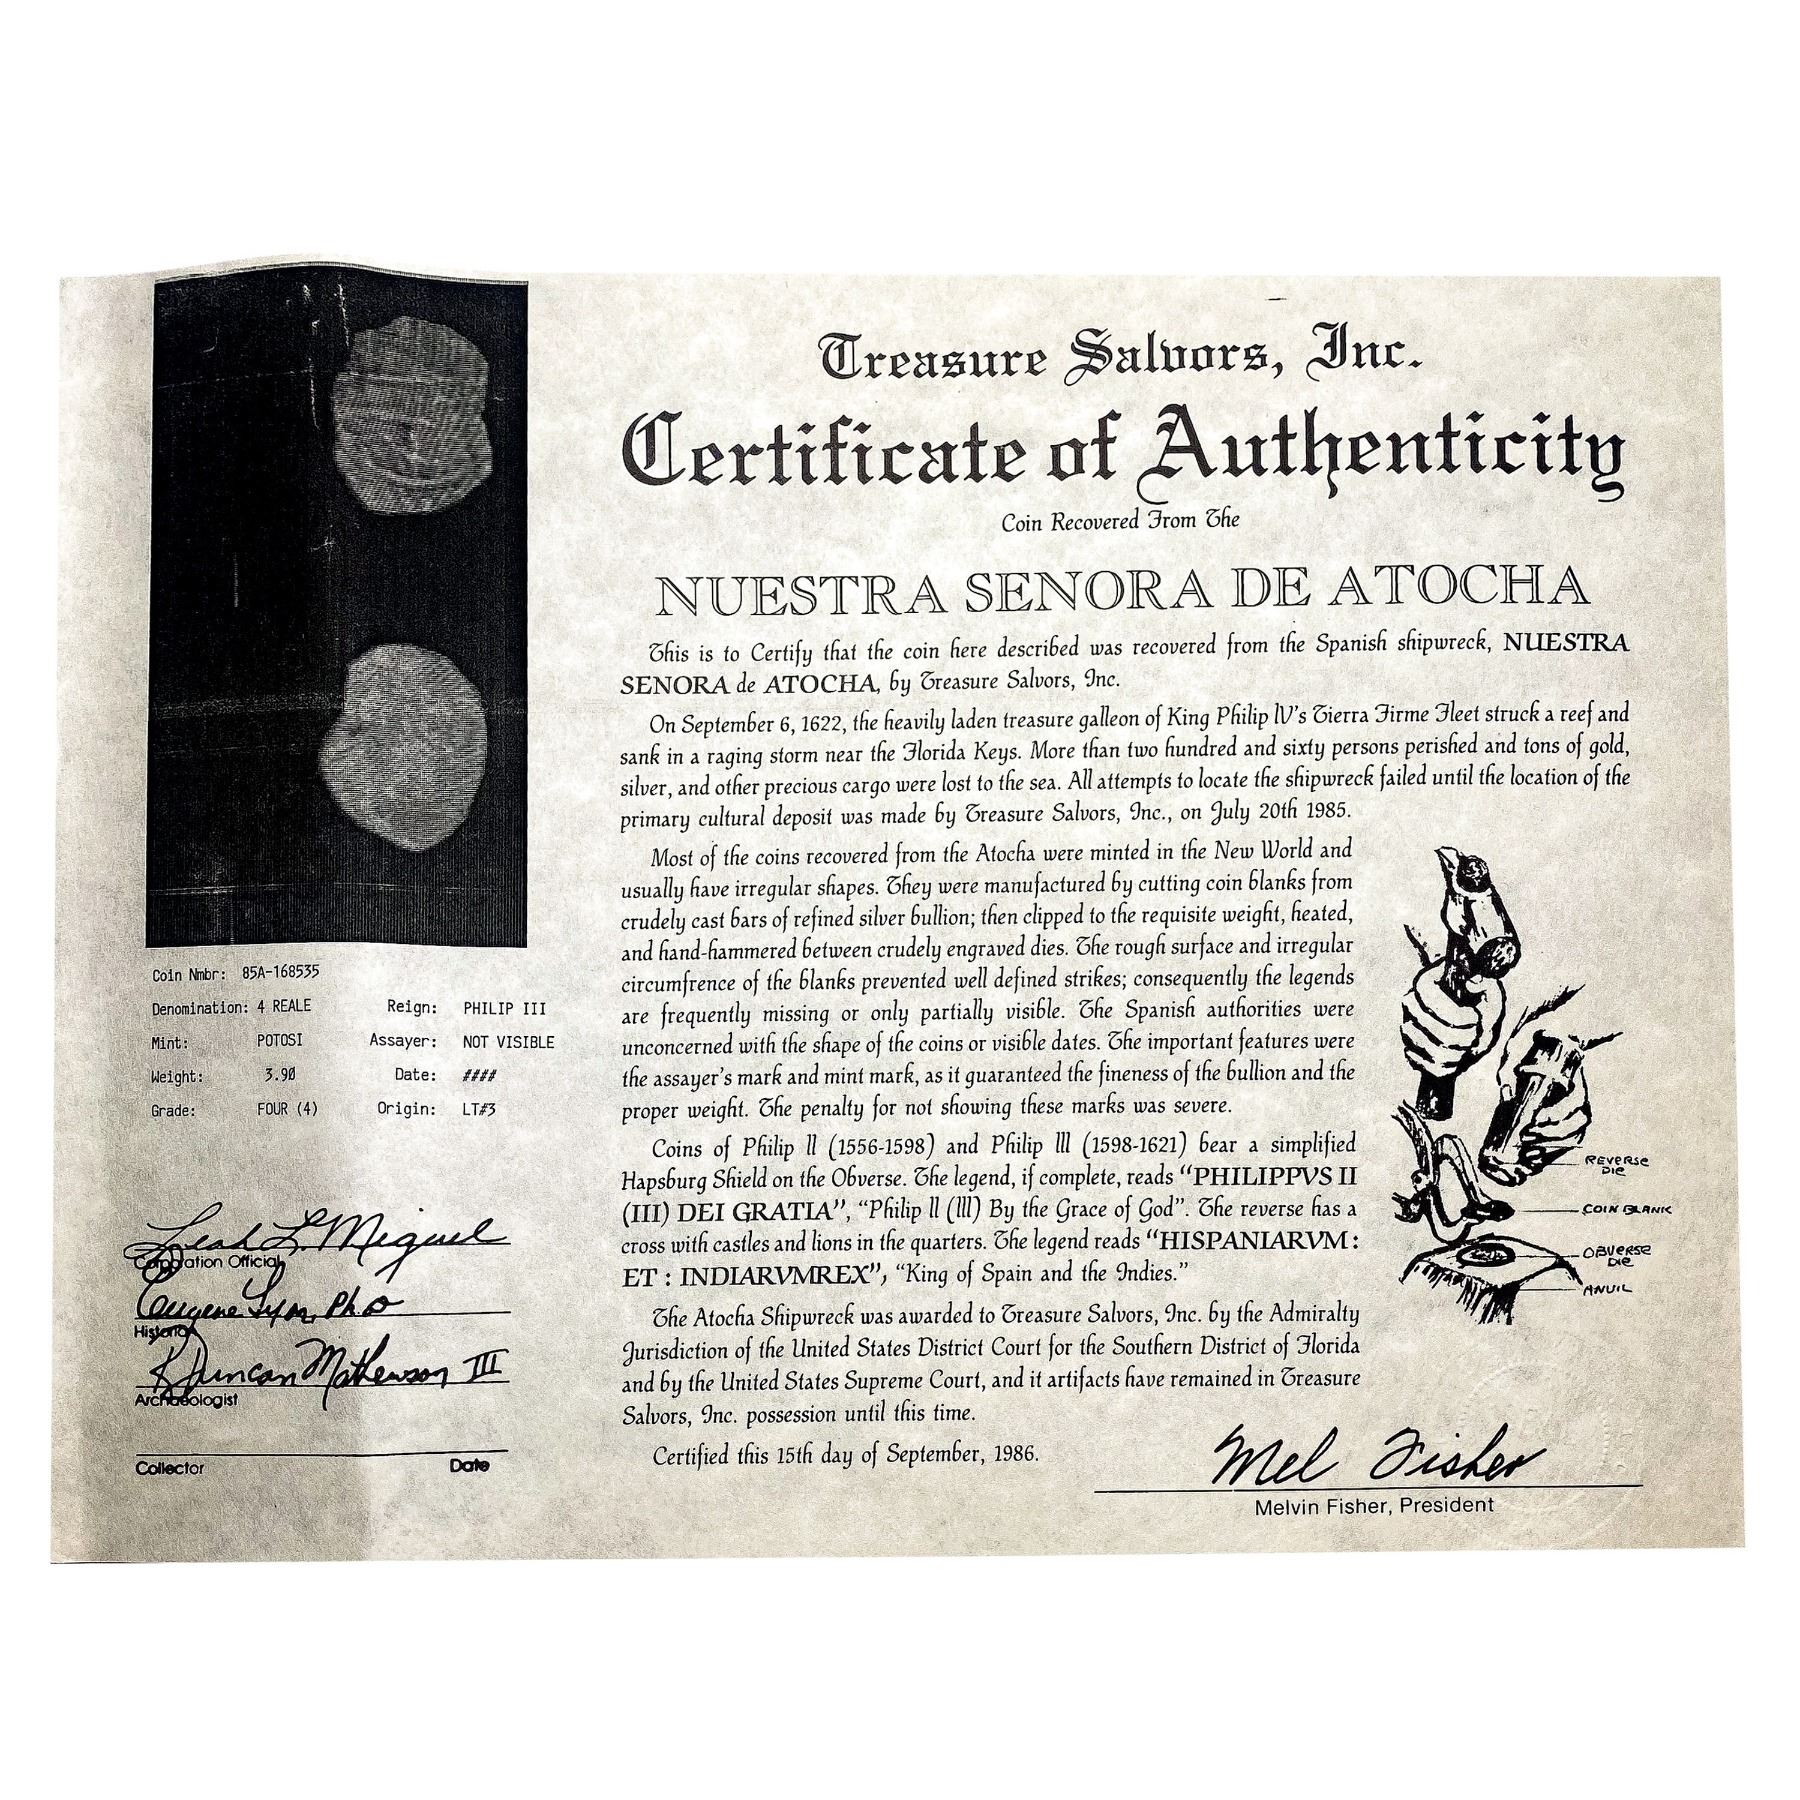 Treasure Salvors, Inc.
Certificate of Authenticity
Coin Recovered From The
NUESTRA SENORA DE ATOCHA
This is to Certify that the coin here described was recovered from the Spanish shipwreck, NUESTRA
SENORA de ATOCHA, by Treasure Salvors, Inc.
On September 6, 1622, the heavily laden treasure galleon of King Philip IV's Tierra Firme Fleet struck a reef and
sank in a raging storm near the Florida Keys. More than two hundred and sixty persons perished and tons of gold,
silver, and other precious cargo were lost to the sea. All attempts to locate the shipwreck failed until the location of the
primary cultural deposit was made by Treasure Salvors, Inc., on July 20th 1985.
Most of the coins recovered from the Atocha were minted in the New World and
usually have irregular shapes. They were manufactured by cutting coin blanks from
crudely cast bars of refined silver bullion; then clipped to the requisite weight, heated,
and hand-hammered between crudely engraved dies. The rough surface and irregular
circumfrence of the blanks prevented well defined strikes; consequently the legends
are frequently missing or only partially visible. The Spanish authorities were
unconcerned with the shape of the coins or visible dates. The important features were
the assayer's mark and mint mark, as it guaranteed the fineness of the bullion and the
proper weight. The penalty for not showing these marks was severe.
Coins of Philip ll (1556-1598) and Philip lll (1598-1621) bear a simplified
Hapsburg Shield on the Obverse. The legend, if complete, reads "PHILIPPVS II
(III) DEI GRATIA", "Philip ll (lll) By the Grace of God". The reverse has a
cross with castles and lions in the quarters. The legend reads "HISPANIARVM :
ET : INDIARVMREX", "King of Spain and the Indies."
The Atocha Shipwreck was awarded to Treasure Salvors, Inc. by the Admiralty
Jurisdiction of the United States District Court for the Southern District of Florida
and by the United States Supreme Court, and it artifacts have remained in Treasure
Salvors, Inc. possession until this time.
Certified this 15th day of September, 1986.
Mel Fisher
Melvin Fisher, President
REVERSE
DIE
COIN BLANK
OBVERSE
DIE
ANVIL
Coin Nmbr: 85A-168535
Denomination: 4 REALE Reign: PHILIP III
Mint: POTOSI Assayer: NOT VISIBLE
Weight: 3.90 Date: ####
Grade: FOUR (4) Origin: LT#3
Leah L. Miguel
Corporation Official
Eugene Lyon, Ph.D
Historian
R Duncan Mathewson III
Archaeologist
Collector Date